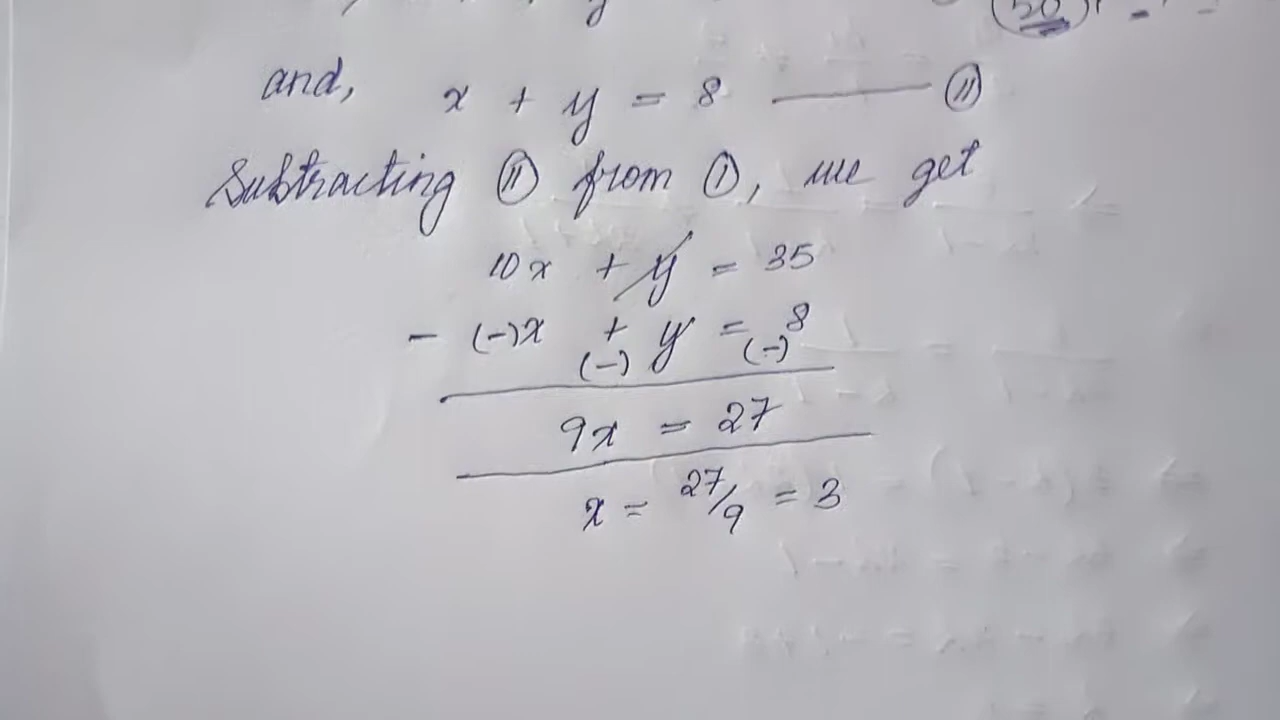 and, x + y = 8 —— (II)
Subtracting (II) from (I), we get
10x + y = 35
- (-)x + y = 8
(-) (-)
9x = 27
x = 27/9 = 3